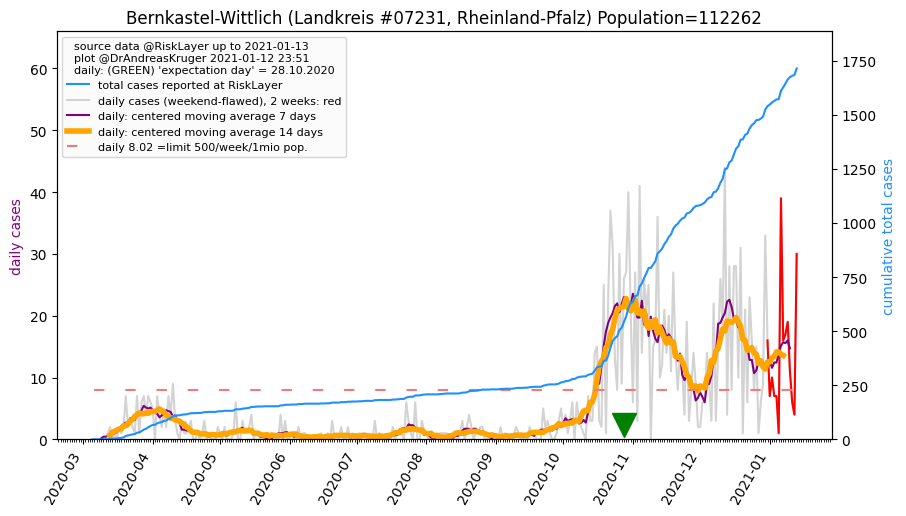 Bernkastel-Wittlich (Landkreis #07231, Rheinland-Pfalz) Population=112262
source data @RiskLayer up to 2021-01-13
plot @DrAndreasKruger 2021-01-12 23:51
daily: (GREEN) 'expectation day' = 28.10.2020
total cases reported at RiskLayer
daily cases (weekend-flawed), 2 weeks: red
daily: centered moving average 7 days
daily: centered moving average 14 days
daily 8.02 =limit 500/week/1mio pop.
daily cases
60
50
40
30
20
10
0
cumulative total cases
1750
1500
1250
1000
750
500
250
0
2020-03
2020-04
2020-05
2020-06
2020-07
2020-08
2020-09
2020-10
2020-11
2020-12
2021-01